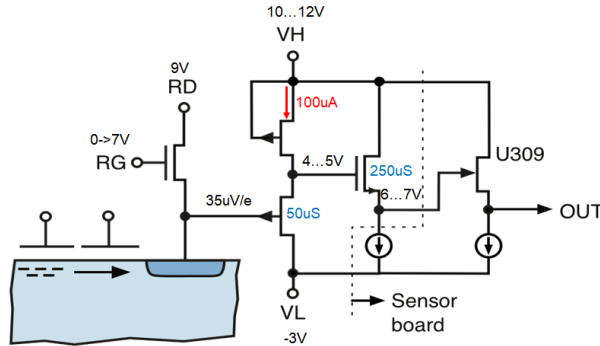 10...12V
VH
9V
RD
100uA
0->7V
RG
4...5V
250uS
U309
6...7V
35uV/e
50uS
OUT
VL
-3V
Sensor
board